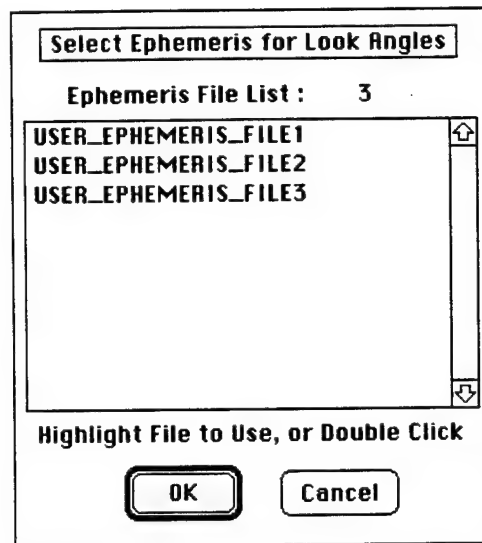 Select Ephemeris for Look Angles
Ephemeris File List : 3
USER_EPHEMERIS_FILE1
USER_EPHEMERIS_FILE2
USER_EPHEMERIS_FILE3
Highlight File to Use, or Double Click
OK Cancel